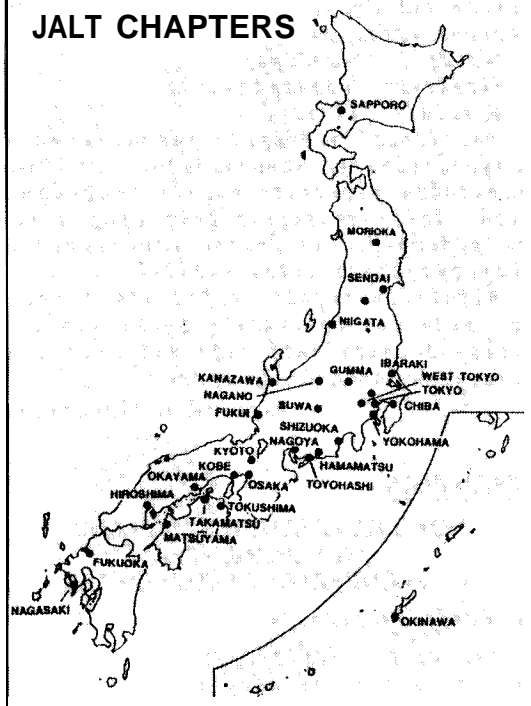 JALT CHAPTERS
SAPPORO
MORIOKA
SENDAI
NIIGATA
IBARAKI
WEST TOKYO
GUMMA
KANAZAWA
TOKYO
NAGANO
SUWA
CHIBA
FUKUI
SHIZUOKA
YOKOHAMA
NAGOYA
KYOTO
HAMAMATSU
KOBE
TOYOHASHI
OKAYAMA
OSAKA
HIROSHIMA
TOKUSHIMA
TAKAMATSU
MATSUYAMA
FUKUOKA
NAGASAKI
OKINAWA